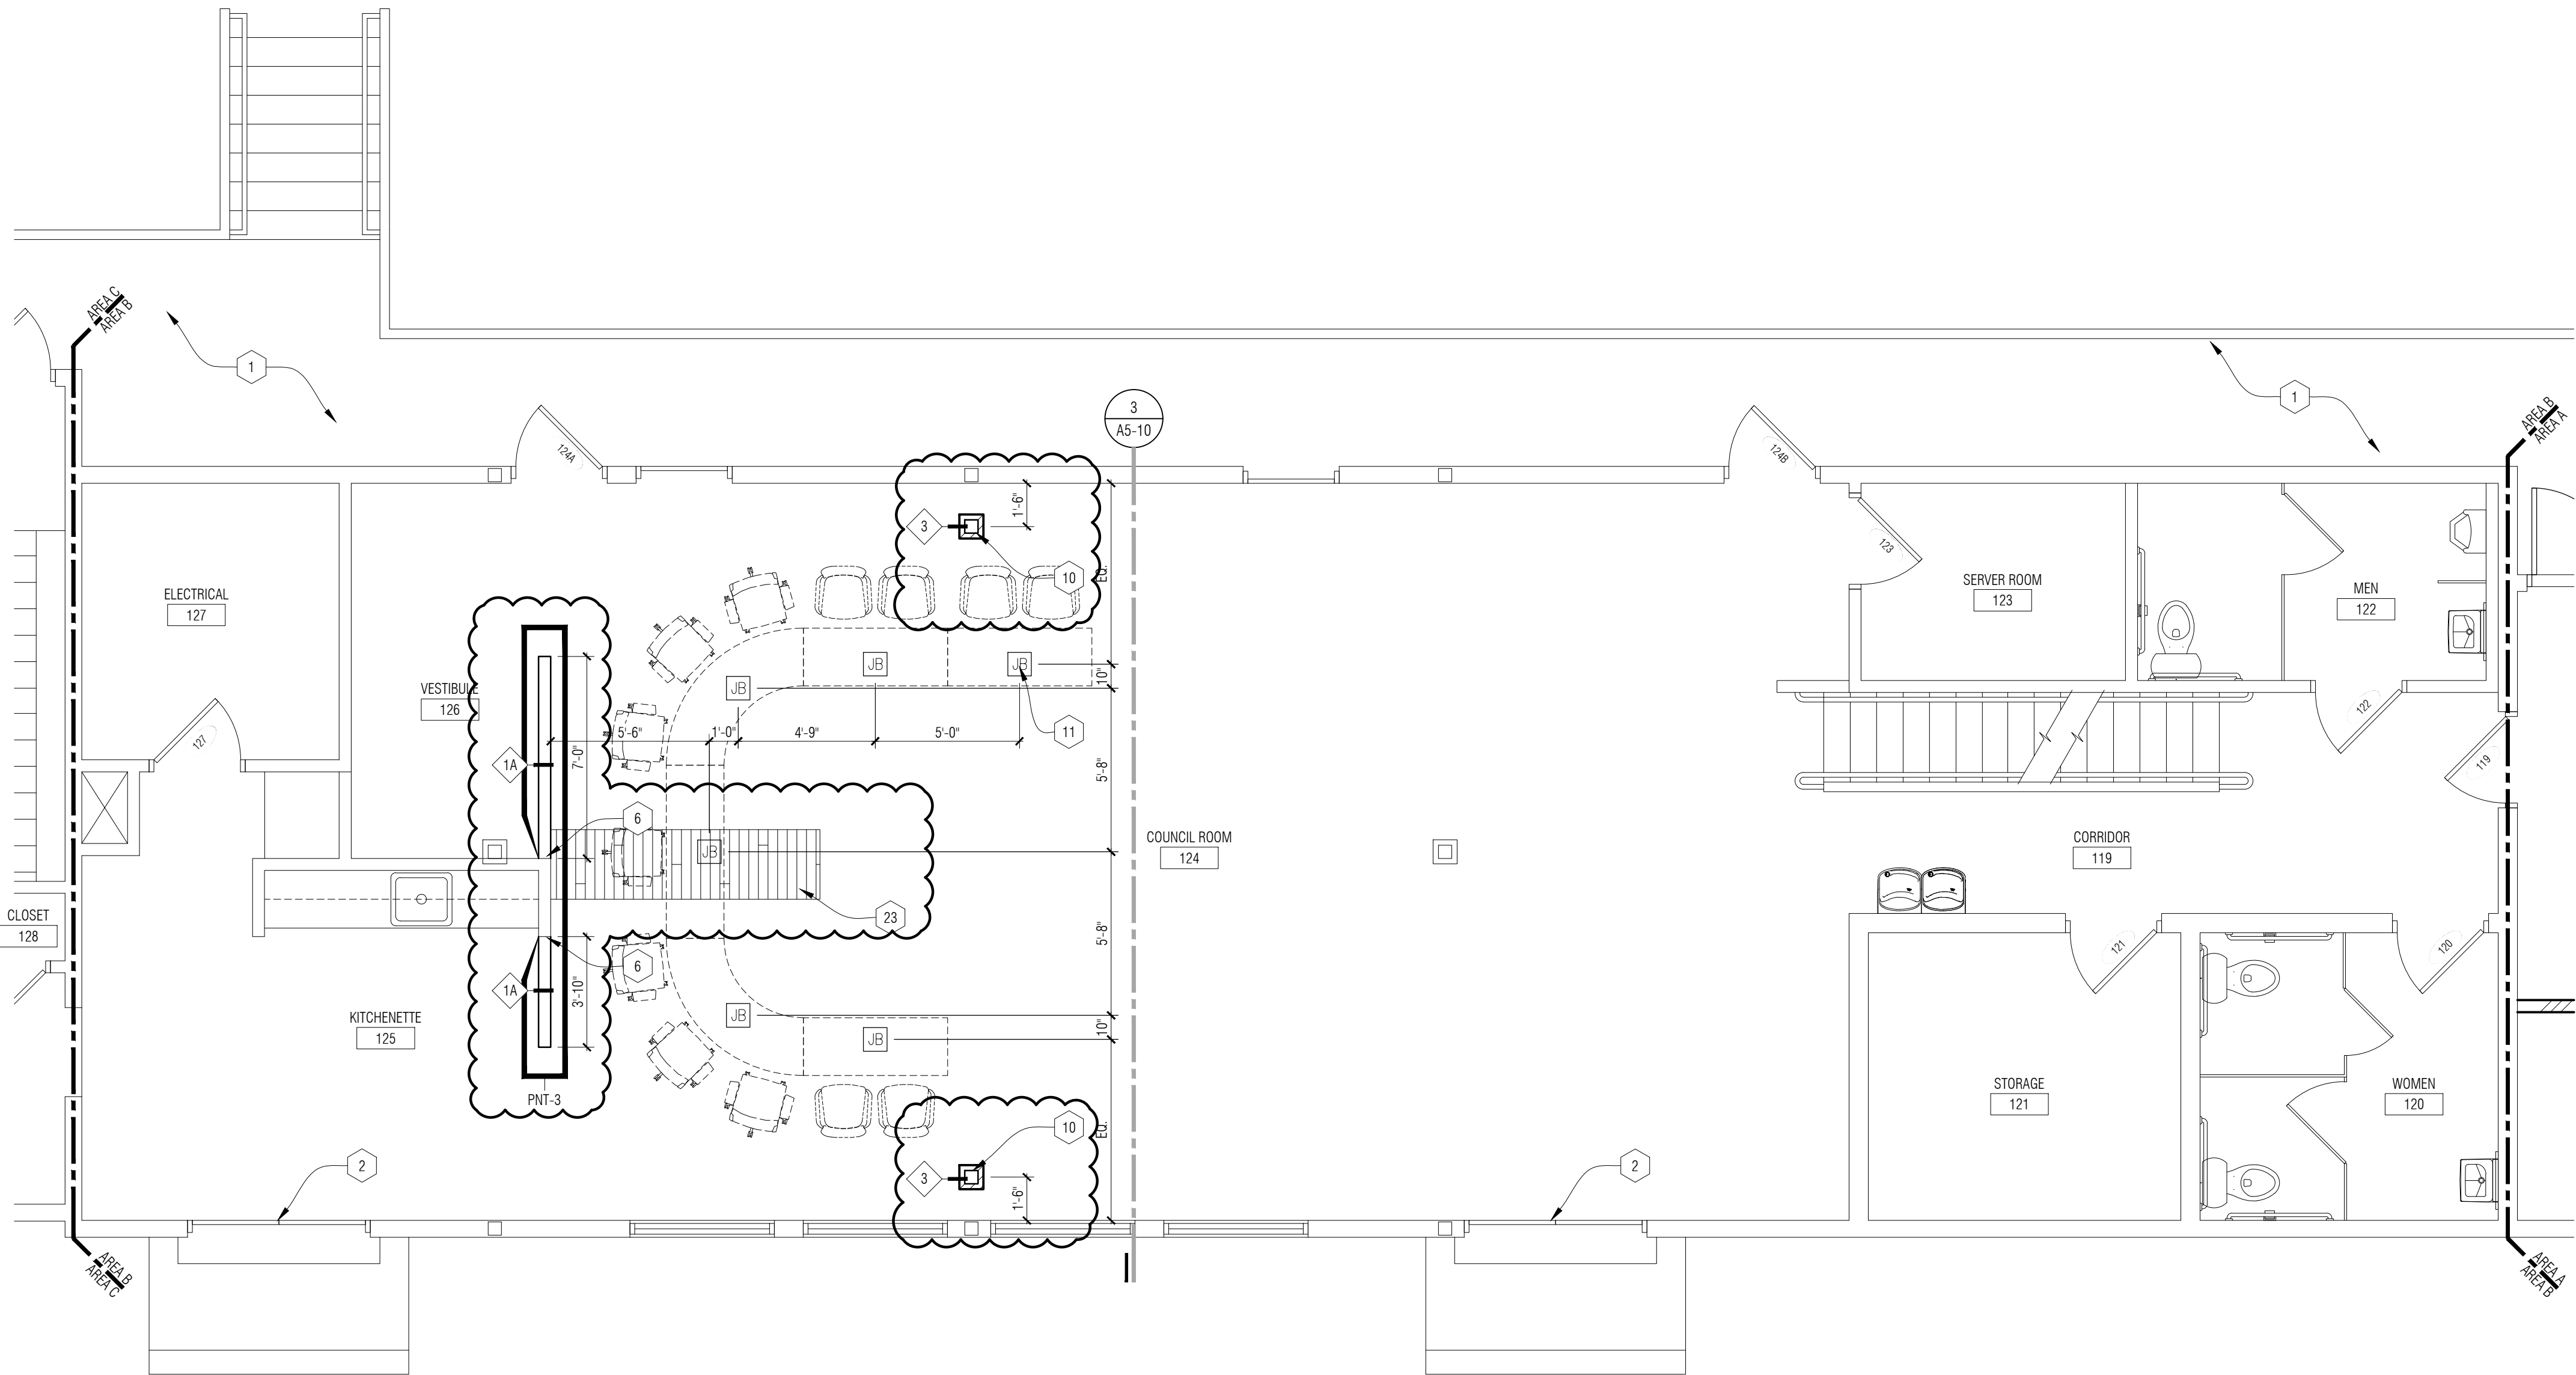 AREA C
AREA B
1
3
A5-10
1
AREA B
AREA A
124A
124B
3
1'-6"
10
EQ.
123
ELECTRICAL
127
SERVER ROOM
123
MEN
122
VESTIBULE
126
JB
JB
JB
10"
127
5'-6"
1'-0"
4'-9"
5'-0"
11
122
1A
7'-0"
5'-8"
119
6
JB
COUNCIL ROOM
124
CORRIDOR
119
CLOSET
128
23
5'-8"
121
120
6
1A
3'-10"
KITCHENETTE
125
JB
JB
10"
PNT-3
STORAGE
121
WOMEN
120
10
EQ.
2
3
1'-6"
2
AREA B
AREA C
AREA A
AREA B